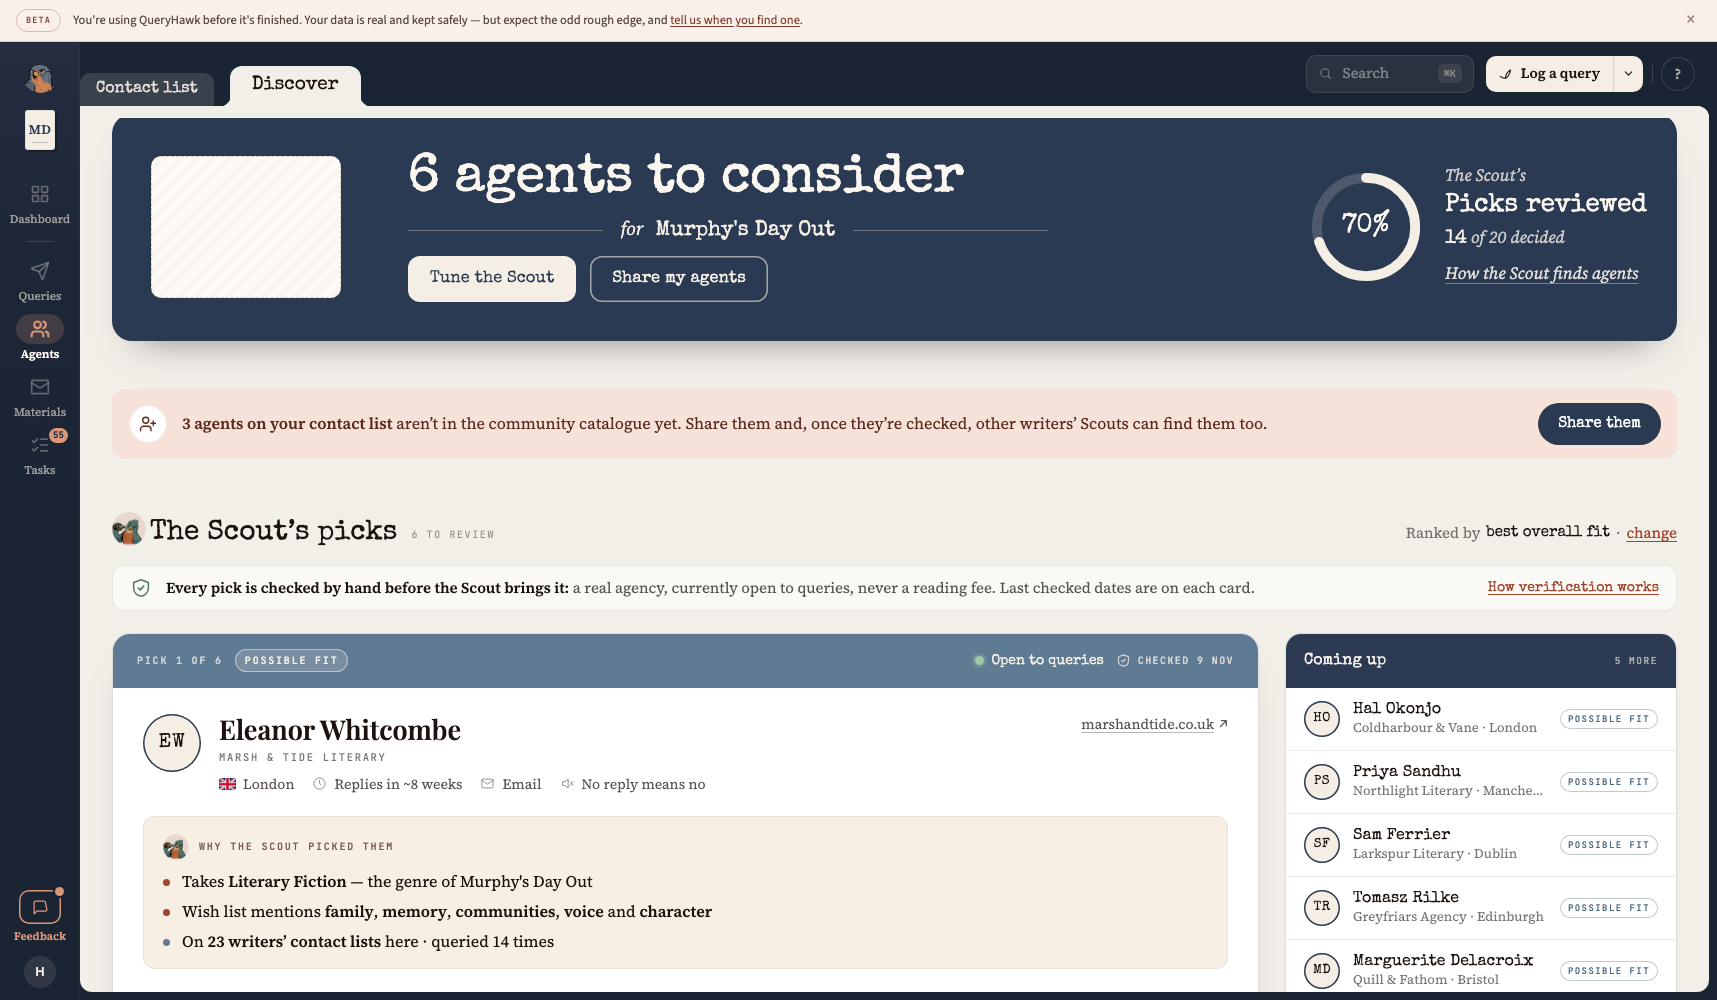 BETA
You're using QueryHawk before it's finished. Your data is real and kept safely — but expect the odd rough edge, and tell us when you find one.
×
Contact list
Discover
Search
⌘K
Log a query
?
MD
Dashboard
Queries
Agents
Materials
55
Tasks
Feedback
H
6 agents to consider
for Murphy's Day Out
Tune the Scout
Share my agents
70%
The Scout's
Picks reviewed
14 of 20 decided
How the Scout finds agents
3 agents on your contact list aren't in the community catalogue yet. Share them and, once they're checked, other writers' Scouts can find them too.
Share them
The Scout's picks
6 TO REVIEW
Ranked by best overall fit · change
Every pick is checked by hand before the Scout brings it: a real agency, currently open to queries, never a reading fee. Last checked dates are on each card.
How verification works
PICK 1 OF 6
POSSIBLE FIT
Open to queries
CHECKED 9 NOV
EW
Eleanor Whitcombe
MARSH & TIDE LITERARY
London
Replies in ~8 weeks
Email
No reply means no
marshandtide.co.uk ↗
WHY THE SCOUT PICKED THEM
Takes Literary Fiction — the genre of Murphy's Day Out
Wish list mentions family, memory, communities, voice and character
On 23 writers' contact lists here · queried 14 times
Coming up
5 MORE
HO
Hal Okonjo
Coldharbour & Vane · London
POSSIBLE FIT
PS
Priya Sandhu
Northlight Literary · Manche...
POSSIBLE FIT
SF
Sam Ferrier
Larkspur Literary · Dublin
POSSIBLE FIT
TR
Tomasz Rilke
Greyfriars Agency · Edinburgh
POSSIBLE FIT
MD
Marguerite Delacroix
Quill & Fathom · Bristol
POSSIBLE FIT